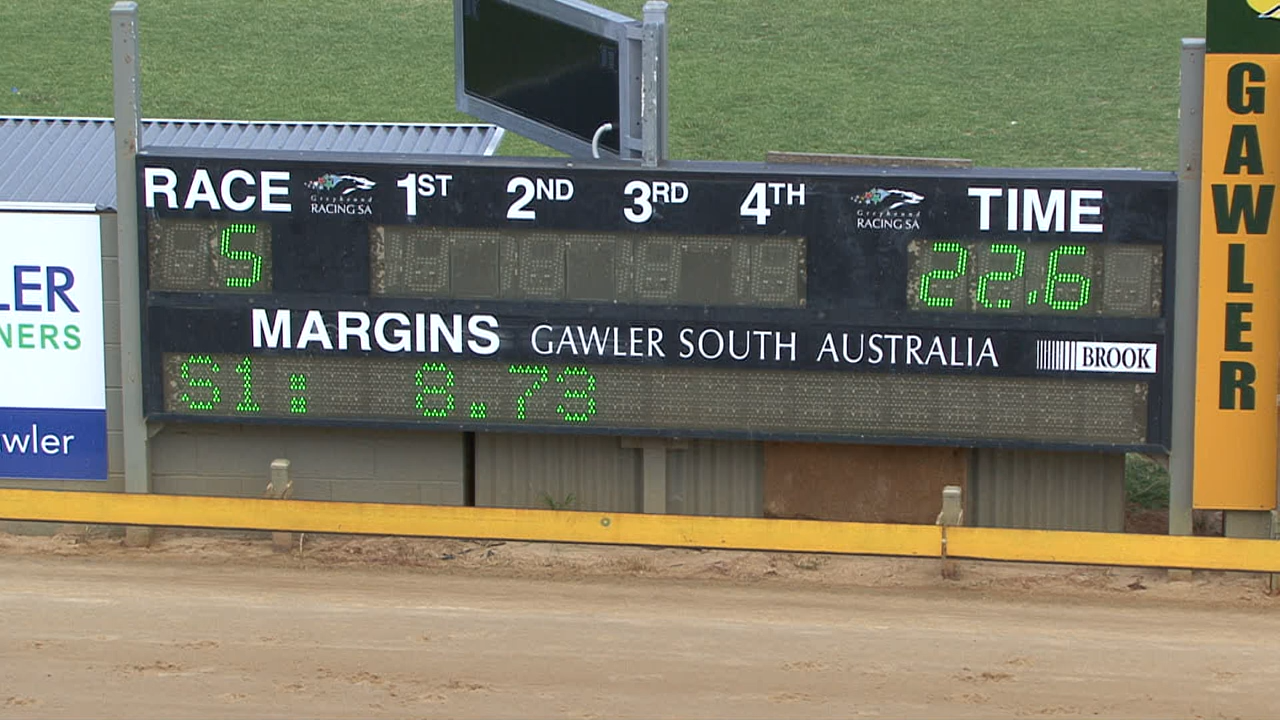 RACE Greyhound RACING SA 1ST 2ND 3RD 4TH Greyhound RACING SA TIME
5 22.6
MARGINS GAWLER SOUTH AUSTRALIA BROOK
S1: 8.73
LER
NERS
awler
GAWLER